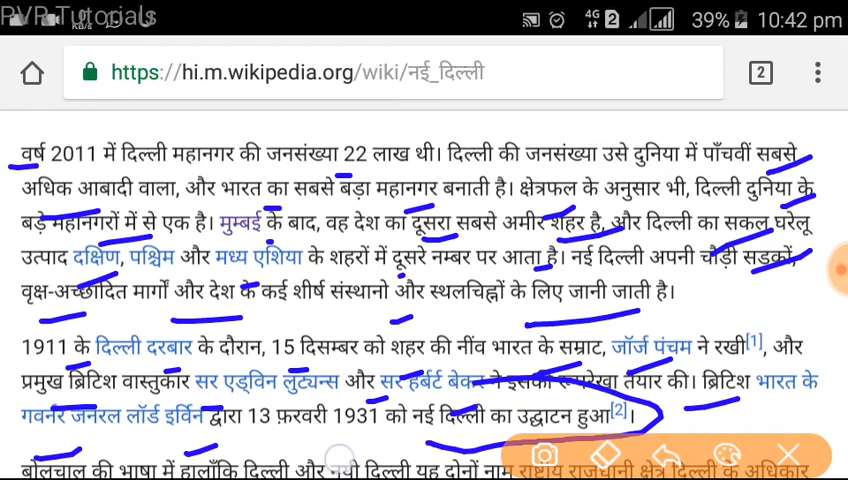 PVR Tutorials
4G 2 39% 10:42 pm
https://hi.m.wikipedia.org/wiki/नई_दिल्ली 2
वर्ष 2011 में दिल्ली महानगर की जनसंख्या 22 लाख थी। दिल्ली की जनसंख्या उसे दुनिया में पाँचवीं सबसे
अधिक आबादी वाला, और भारत का सबसे बड़ा महानगर बनाती है। क्षेत्रफल के अनुसार भी, दिल्ली दुनिया के
बड़े महानगरों में से एक है। मुम्बई के बाद, वह देश का दूसरा सबसे अमीर शहर है, और दिल्ली का सकल घरेलू
उत्पाद दक्षिण, पश्चिम और मध्य एशिया के शहरों में दूसरे नम्बर पर आता है। नई दिल्ली अपनी चौड़ी सडकों,
वृक्ष-अच्छादित मार्गों और देश के कई शीर्ष संस्थानो और स्थलचिह्नों के लिए जानी जाती है।
1911 के दिल्ली दरबार के दौरान, 15 दिसम्बर को शहर की नींव भारत के सम्राट, जॉर्ज पंचम ने रखी[1], और
प्रमुख ब्रिटिश वास्तुकार सर एड्विन लुट्यन्स और सर हर्बर्ट बेकर ने इसकी रूपरेखा तैयार की। ब्रिटिश भारत के
गवर्नर जनरल लॉर्ड इर्विन द्वारा 13 फ़रवरी 1931 को नई दिल्ली का उद्घाटन हुआ[2]।
बोलचाल की भाषा में हालाँकि दिल्ली और नयी दिल्ली यह दोनों नाम राष्ट्रीय राजधानी क्षेत्र दिल्ली के अधिकार